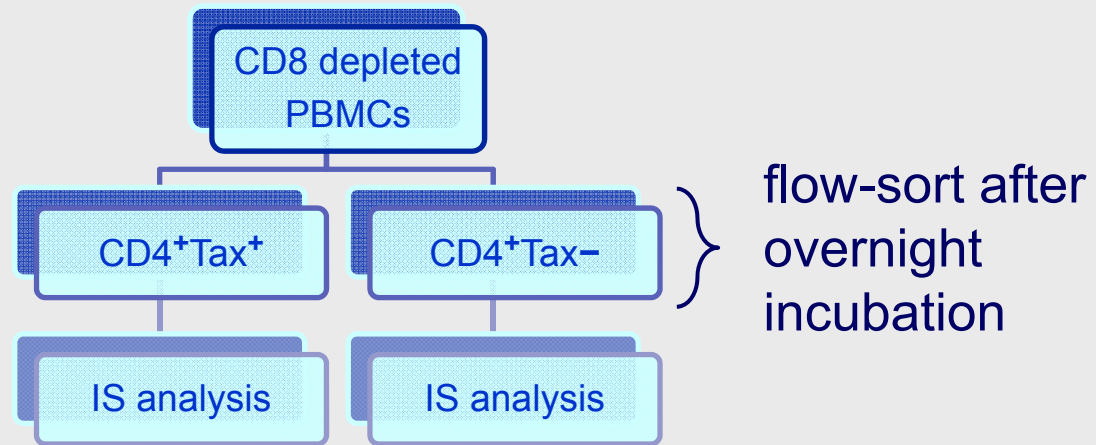 CD8 depleted
PBMCs
CD4⁺Tax⁺
CD4⁺Tax−
flow-sort after
overnight
incubation
IS analysis
IS analysis